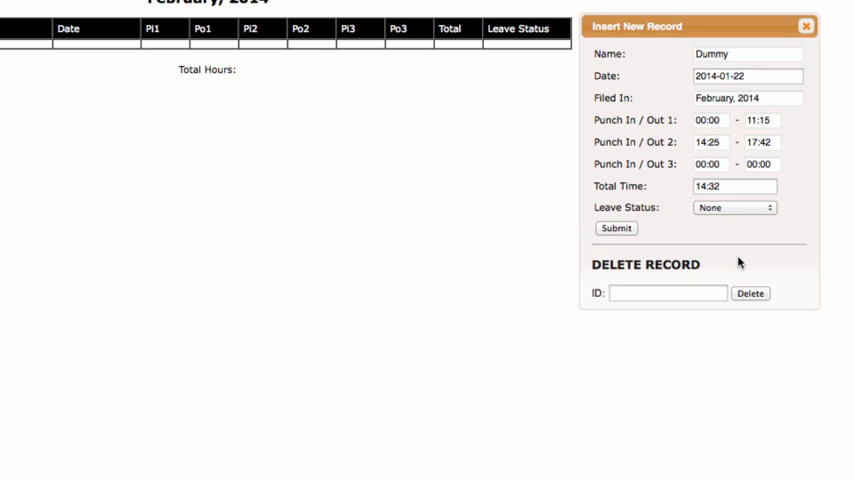 February, 2014
Date Pi1 Po1 Pi2 Po2 Pi3 Po3 Total Leave Status
Total Hours:
Insert New Record
Name: Dummy
Date: 2014-01-22
Filed In: February, 2014
Punch In / Out 1: 00:00 - 11:15
Punch In / Out 2: 14:25 - 17:42
Punch In / Out 3: 00:00 - 00:00
Total Time: 14:32
Leave Status: None
Submit
DELETE RECORD
ID: Delete